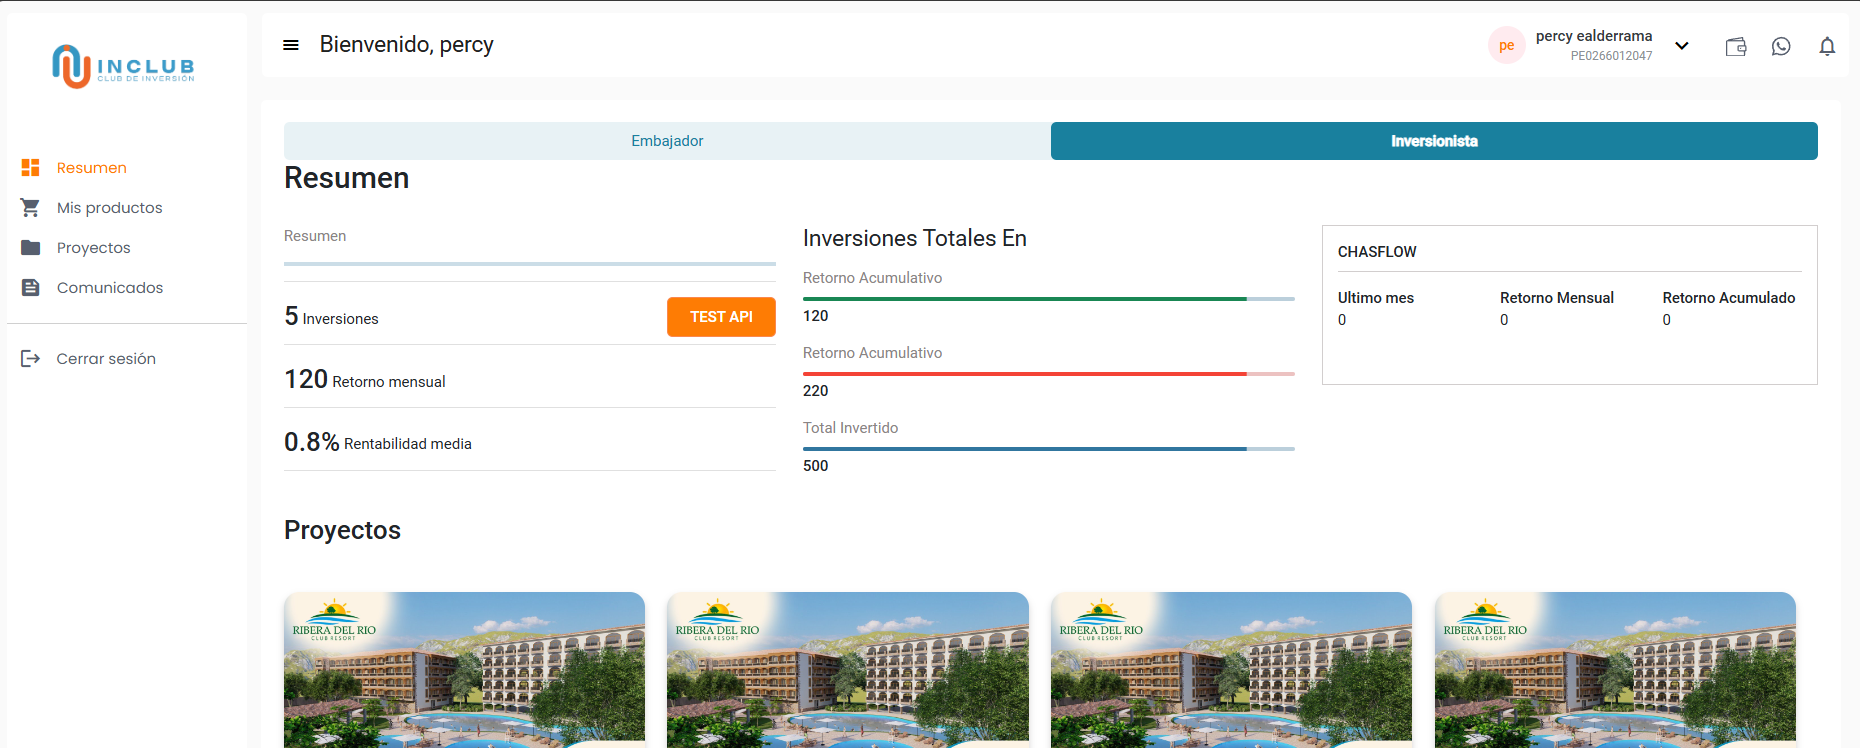 INCLUB
CLUB DE INVERSIÓN
Bienvenido, percy
pe
percy ealderrama
PE0266012047
Resumen
Mis productos
Proyectos
Comunicados
Cerrar sesión
Embajador
Inversionista
Resumen
Resumen
5 Inversiones
TEST API
120 Retorno mensual
0.8% Rentabilidad media
Inversiones Totales En
Retorno Acumulativo
120
Retorno Acumulativo
220
Total Invertido
500
CHASFLOW
Ultimo mes
0
Retorno Mensual
0
Retorno Acumulado
0
Proyectos
RIBERA DEL RIO
CLUB RESORT
RIBERA DEL RIO
CLUB RESORT
RIBERA DEL RIO
CLUB RESORT
RIBERA DEL RIO
CLUB RESORT